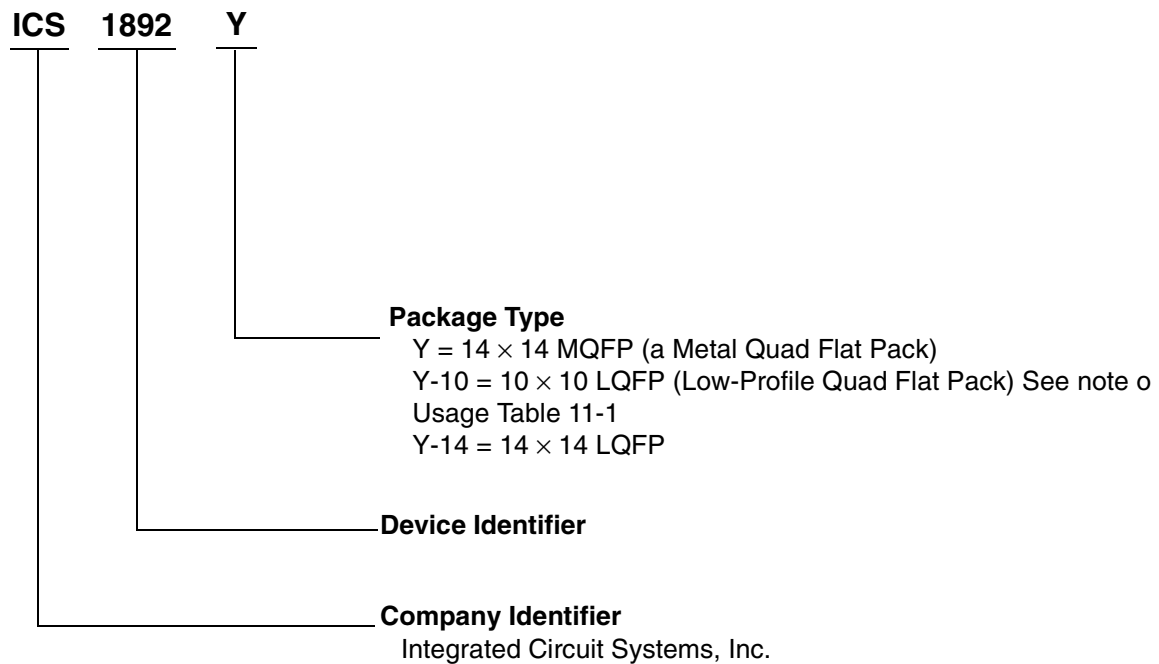 ICS 1892 Y
Package Type
Y = 14 × 14 MQFP (a Metal Quad Flat Pack)
Y-10 = 10 × 10 LQFP (Low-Profile Quad Flat Pack) See note o
Usage Table 11-1
Y-14 = 14 × 14 LQFP
Device Identifier
Company Identifier
Integrated Circuit Systems, Inc.